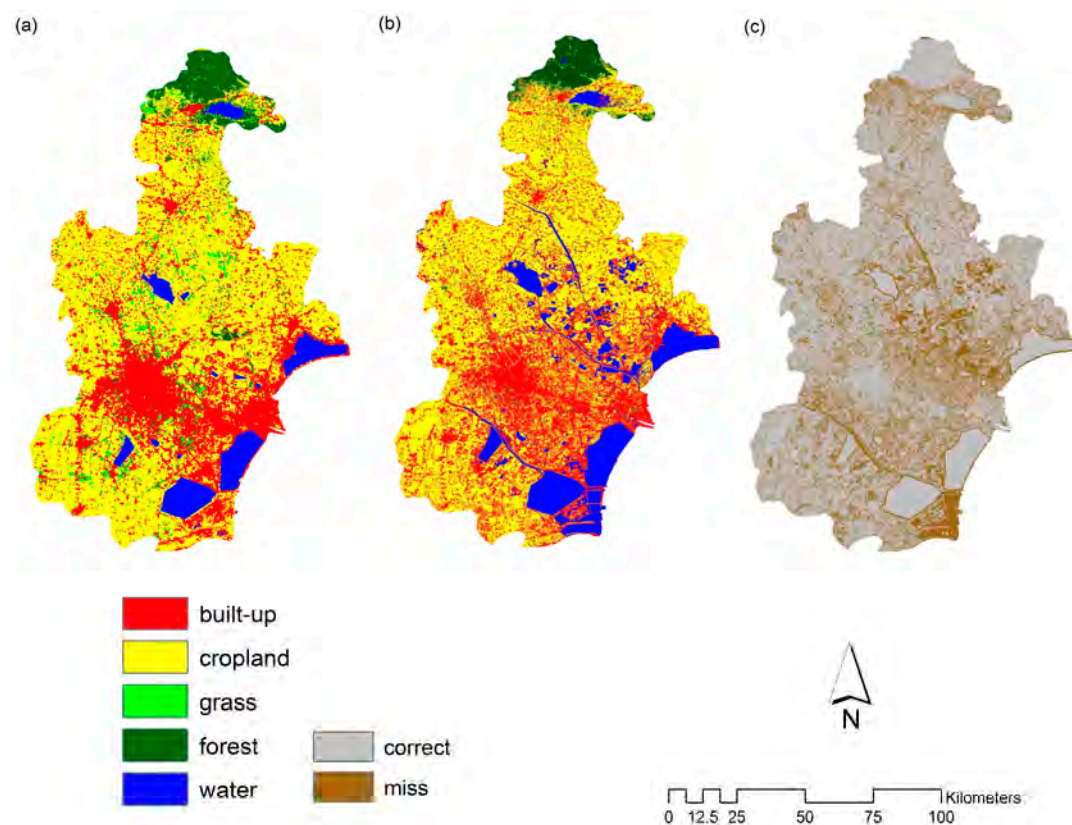 (a)
(b)
(c)
built-up
cropland
grass
forest
water
correct
miss
N
Kilometers
0 12.5 25 50 75 100